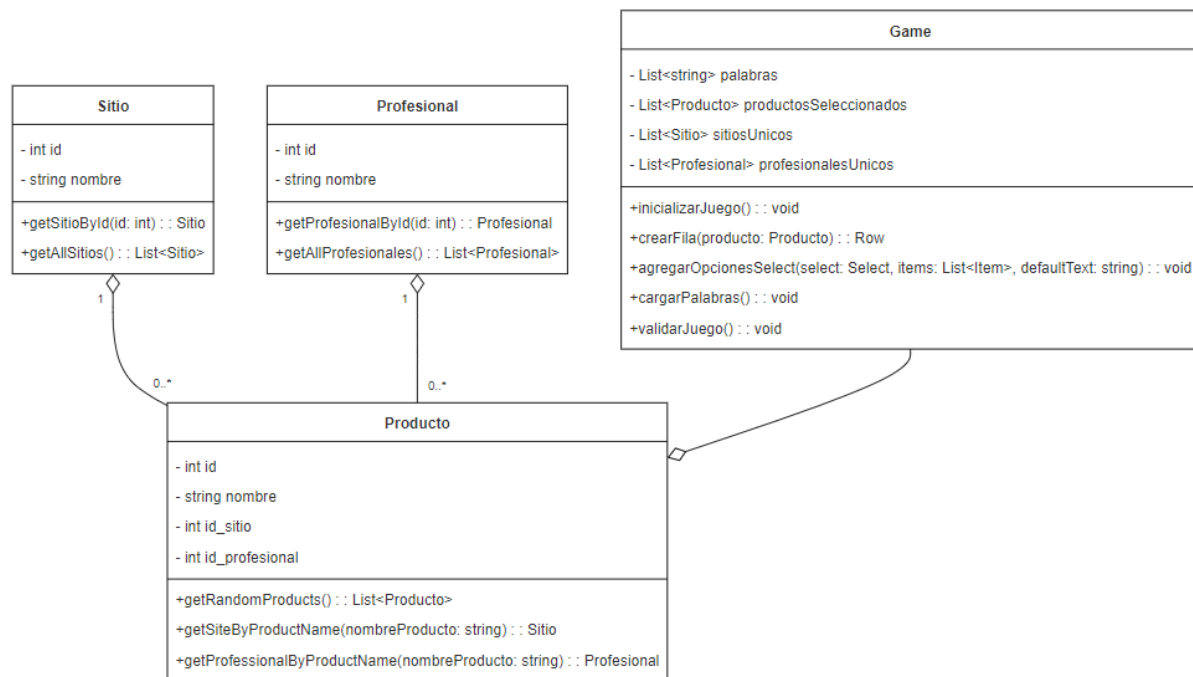 Game
- List<string> palabras
- List<Producto> productosSeleccionados
- List<Sitio> sitiosUnicos
- List<Profesional> profesionalesUnicos
+inicializarJuego() : : void
+crearFila(producto: Producto) : : Row
+agregarOpcionesSelect(select: Select, items: List<Item>, defaultText: string) : : void
+cargarPalabras() : : void
+validarJuego() : : void
Sitio
- int id
- string nombre
+getSitioById(id: int) : : Sitio
+getAllSitios() : : List<Sitio>
Profesional
- int id
- string nombre
+getProfesionalById(id: int) : : Profesional
+getAllProfesionales() : : List<Profesional>
1
1
0..*
0..*
Producto
- int id
- string nombre
- int id_sitio
- int id_profesional
+getRandomProducts() : : List<Producto>
+getSiteByProductName(nombreProducto: string) : : Sitio
+getProfessionalByProductName(nombreProducto: string) : : Profesional